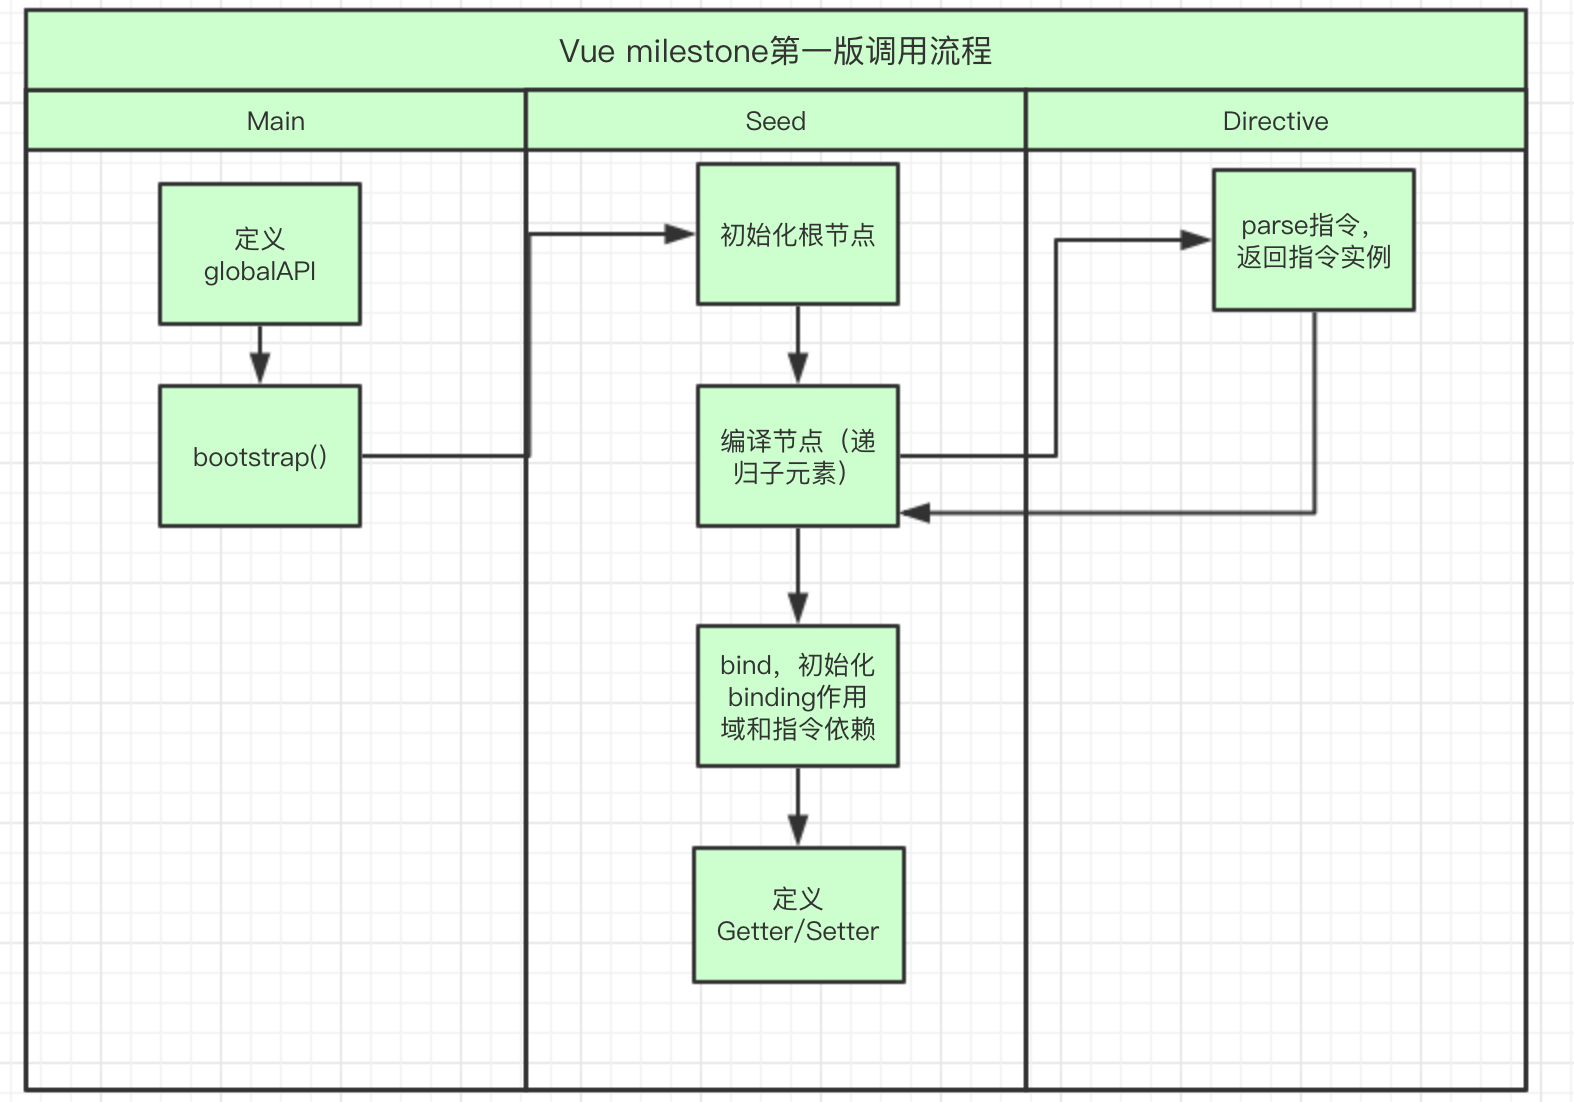 Vue milestone第一版调用流程
Main
Seed
Directive
定义
globalAPI
bootstrap()
初始化根节点
编译节点（递
归子元素）
bind，初始化
binding作用
域和指令依赖
定义
Getter/Setter
parse指令，
返回指令实例